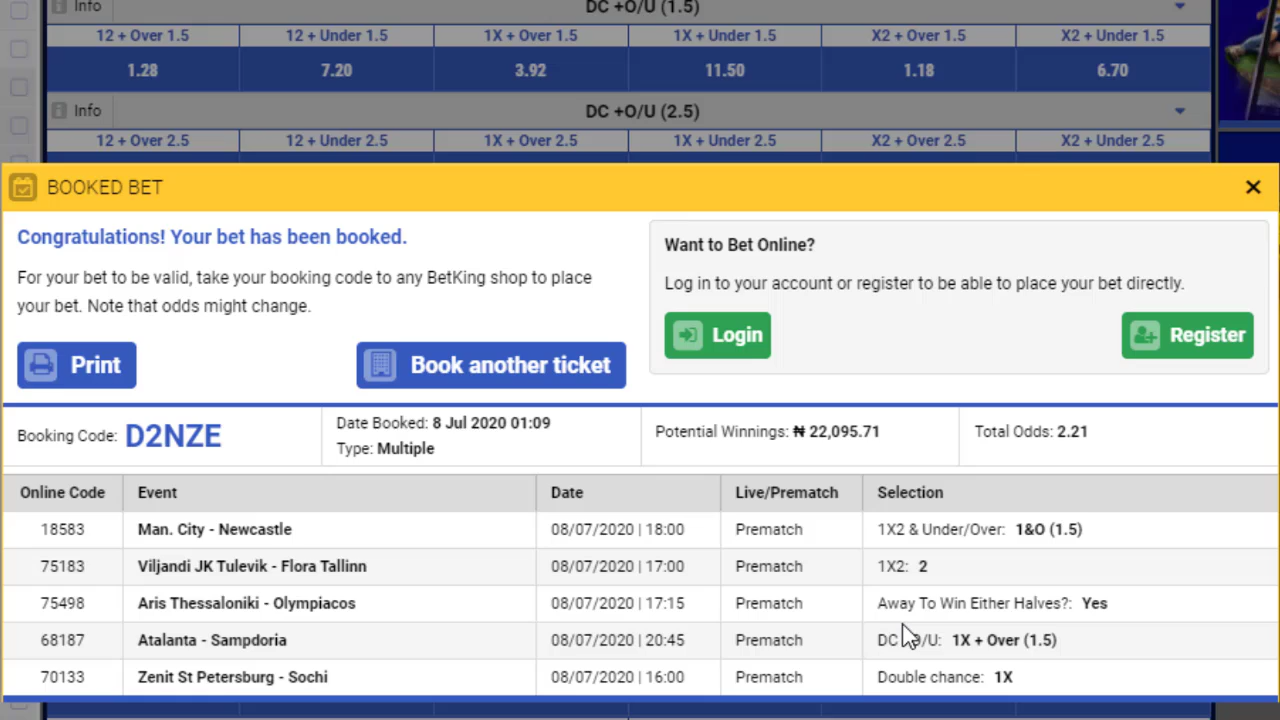 Info DC +O/U (1.5)
12 + Over 1.5 12 + Under 1.5 1X + Over 1.5 1X + Under 1.5 X2 + Over 1.5 X2 + Under 1.5
1.28 7.20 3.92 11.50 1.18 6.70
Info DC +O/U (2.5)
12 + Over 2.5 12 + Under 2.5 1X + Over 2.5 1X + Under 2.5 X2 + Over 2.5 X2 + Under 2.5
BOOKED BET
Congratulations! Your bet has been booked.
For your bet to be valid, take your booking code to any BetKing shop to place
your bet. Note that odds might change.
Print Book another ticket
Want to Bet Online?
Log in to your account or register to be able to place your bet directly.
Login Register
Booking Code: D2NZE
Date Booked: 8 Jul 2020 01:09
Type: Multiple
Potential Winnings: ₦ 22,095.71
Total Odds: 2.21
Online Code Event Date Live/Prematch Selection
18583 Man. City - Newcastle 08/07/2020 | 18:00 Prematch 1X2 & Under/Over: 1&O (1.5)
75183 Viljandi JK Tulevik - Flora Tallinn 08/07/2020 | 17:00 Prematch 1X2: 2
75498 Aris Thessaloniki - Olympiacos 08/07/2020 | 17:15 Prematch Away To Win Either Halves?: Yes
68187 Atalanta - Sampdoria 08/07/2020 | 20:45 Prematch DC O/U: 1X + Over (1.5)
70133 Zenit St Petersburg - Sochi 08/07/2020 | 16:00 Prematch Double chance: 1X